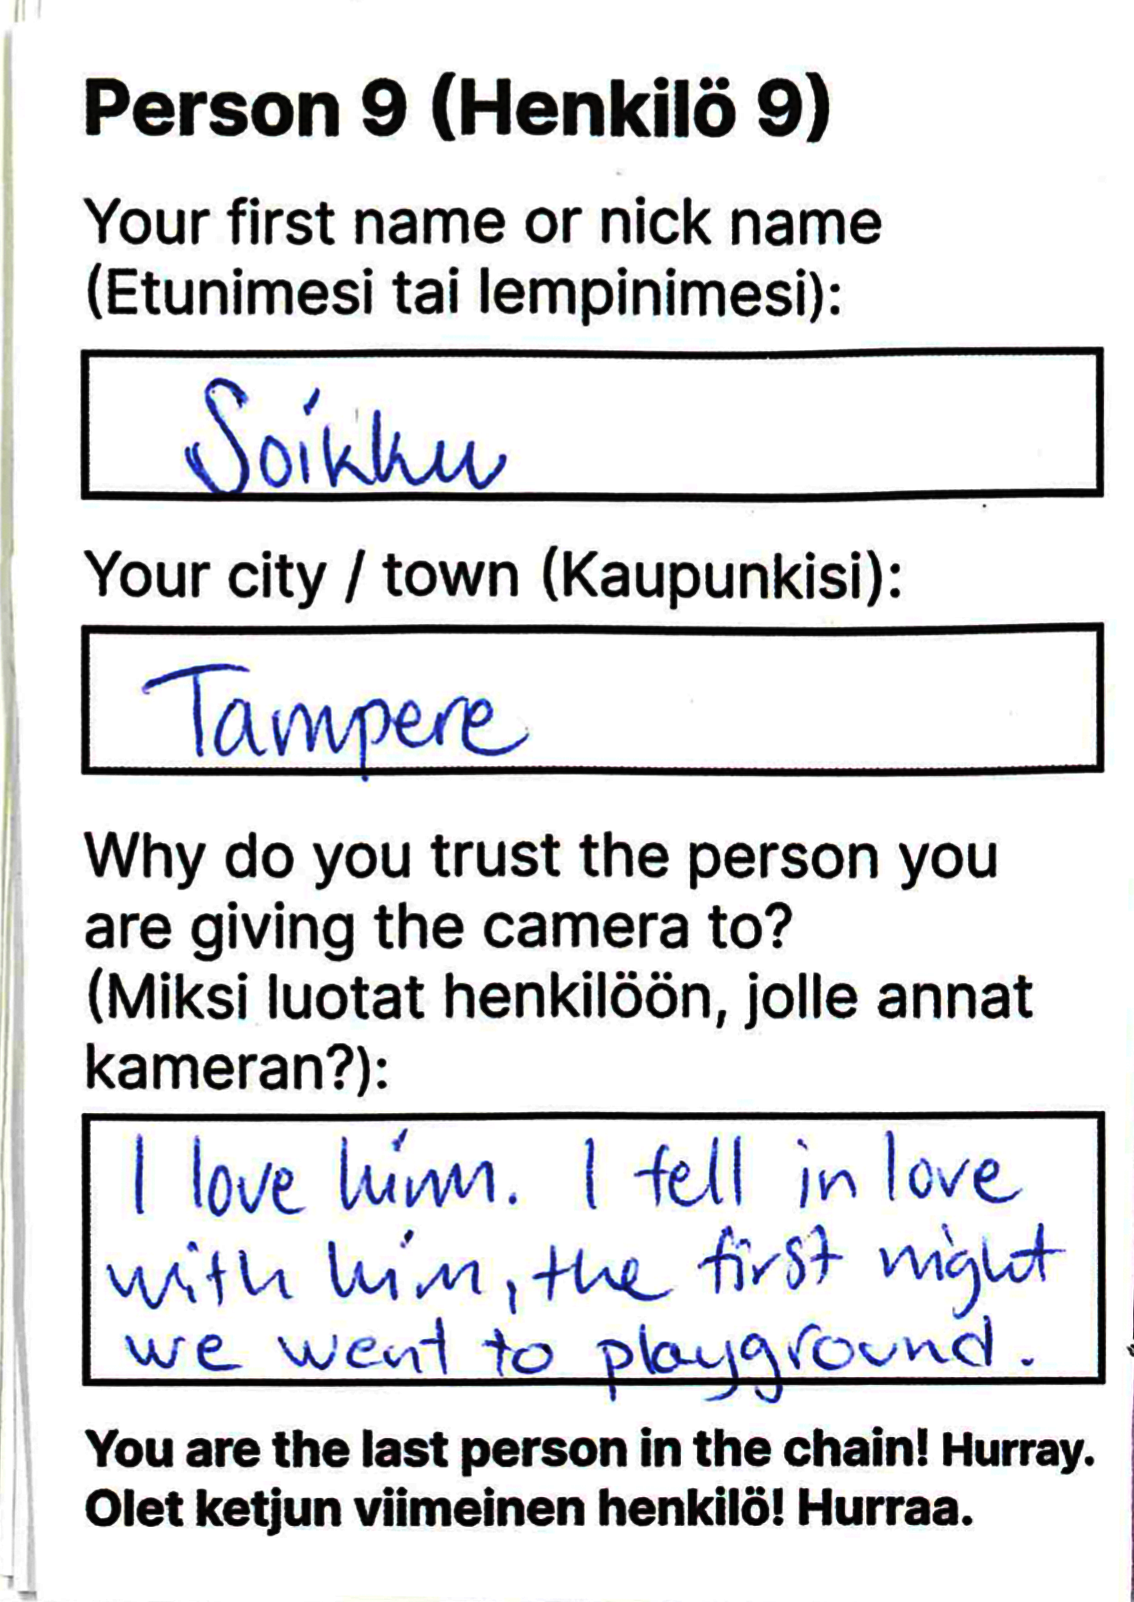 Person 9 (Henkilö 9)
Your first name or nick name
(Etunimesi tai lempinimesi):
Soikku
Your city / town (Kaupunkisi):
Tampere
Why do you trust the person you
are giving the camera to?
(Miksi luotat henkilöön, jolle annat
kameran?):
I love him. I fell in love
with him, the first night
we went to playground.
You are the last person in the chain! Hurray.
Olet ketjun viimeinen henkilö! Hurraa.